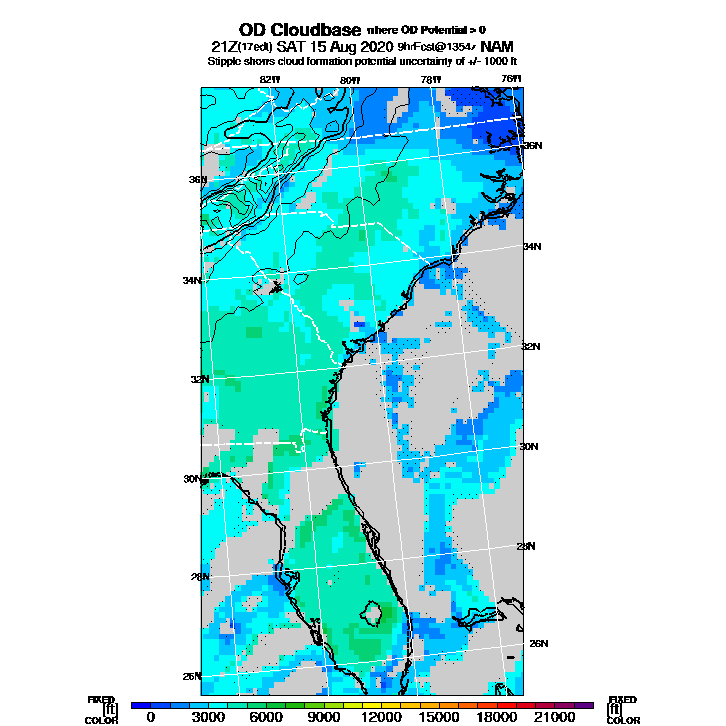 OD Cloudbase where OD Potential > 0
21Z(17edt) SAT 15 Aug 2020 9hrFcst@1354z NAM
Stipple shows cloud formation potential uncertainty of +/- 1000 ft
82W 80W 78W 76W
36N
36N
34N
34N
32N
32N
30N
30N
28N
28N
26N
26N
FIXED FIXED
[ft] [ft]
COLOR COLOR
0 3000 6000 9000 12000 15000 18000 21000